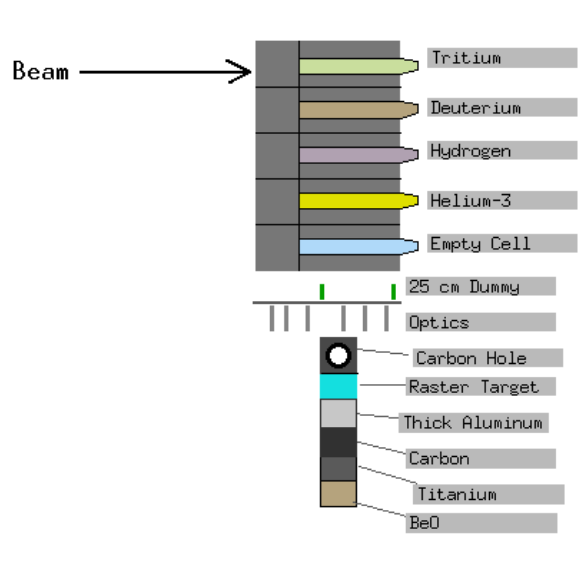 Tritium
Beam
Deuterium
Hydrogen
Helium-3
Empty Cell
25 cm Dummy
Optics
Carbon Hole
Raster Target
Thick Aluminum
Carbon
Titanium
BeO